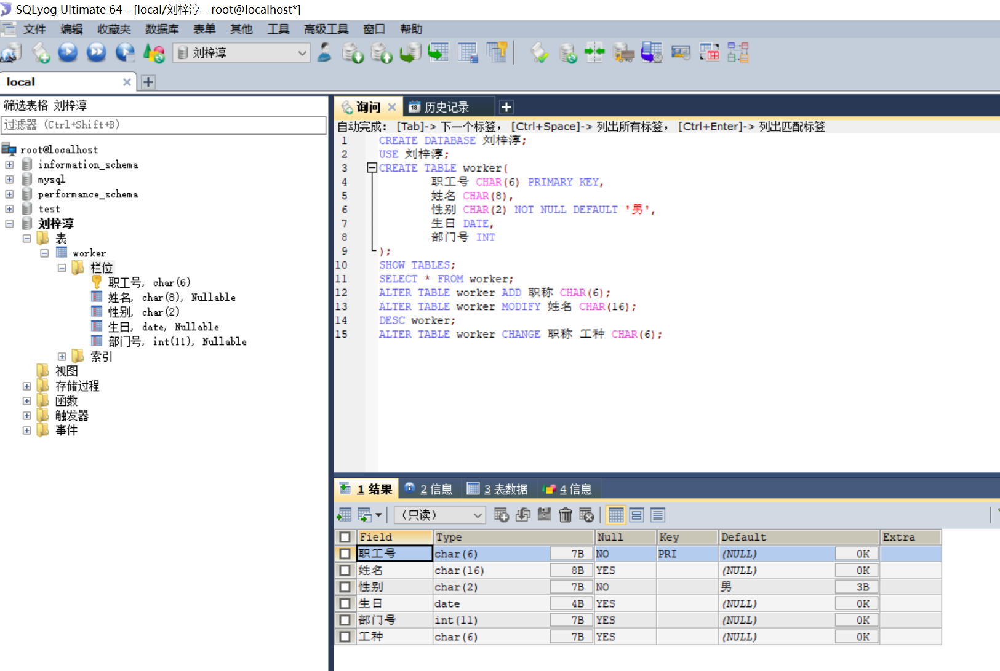 SQLyog Ultimate 64 - [local/刘梓淳 - root@localhost*]
文件 编辑 收藏夹 数据库 表单 其他 工具 高级工具 窗口 帮助
刘梓淳
local
筛选表格 刘梓淳
过滤器 (Ctrl+Shift+B)
root@localhost
information_schema
mysql
performance_schema
test
刘梓淳
表
worker
栏位
职工号, char(6)
姓名, char(8), Nullable
性别, char(2)
生日, date, Nullable
部门号, int(11), Nullable
索引
视图
存储过程
函数
触发器
事件
询问 18 历史记录
自动完成： [Tab]-> 下一个标签， [Ctrl+Space]-> 列出所有标签， [Ctrl+Enter]-> 列出匹配标签
1 CREATE DATABASE 刘梓淳;
2 USE 刘梓淳;
3 CREATE TABLE worker(
4 职工号 CHAR(6) PRIMARY KEY,
5 姓名 CHAR(8),
6 性别 CHAR(2) NOT NULL DEFAULT '男',
7 生日 DATE,
8 部门号 INT
9 );
10 SHOW TABLES;
11 SELECT * FROM worker;
12 ALTER TABLE worker ADD 职称 CHAR(6);
13 ALTER TABLE worker MODIFY 姓名 CHAR(16);
14 DESC worker;
15 ALTER TABLE worker CHANGE 职称 工种 CHAR(6);
1 结果 2 信息 3 表数据 4 信息
（只读）
Field Type Null Key Default Extra
职工号 char(6) 7B NO PRI (NULL) 0K
姓名 char(16) 8B YES (NULL) 0K
性别 char(2) 7B NO 男 3B
生日 date 4B YES (NULL) 0K
部门号 int(11) 7B YES (NULL) 0K
工种 char(6) 7B YES (NULL) 0K